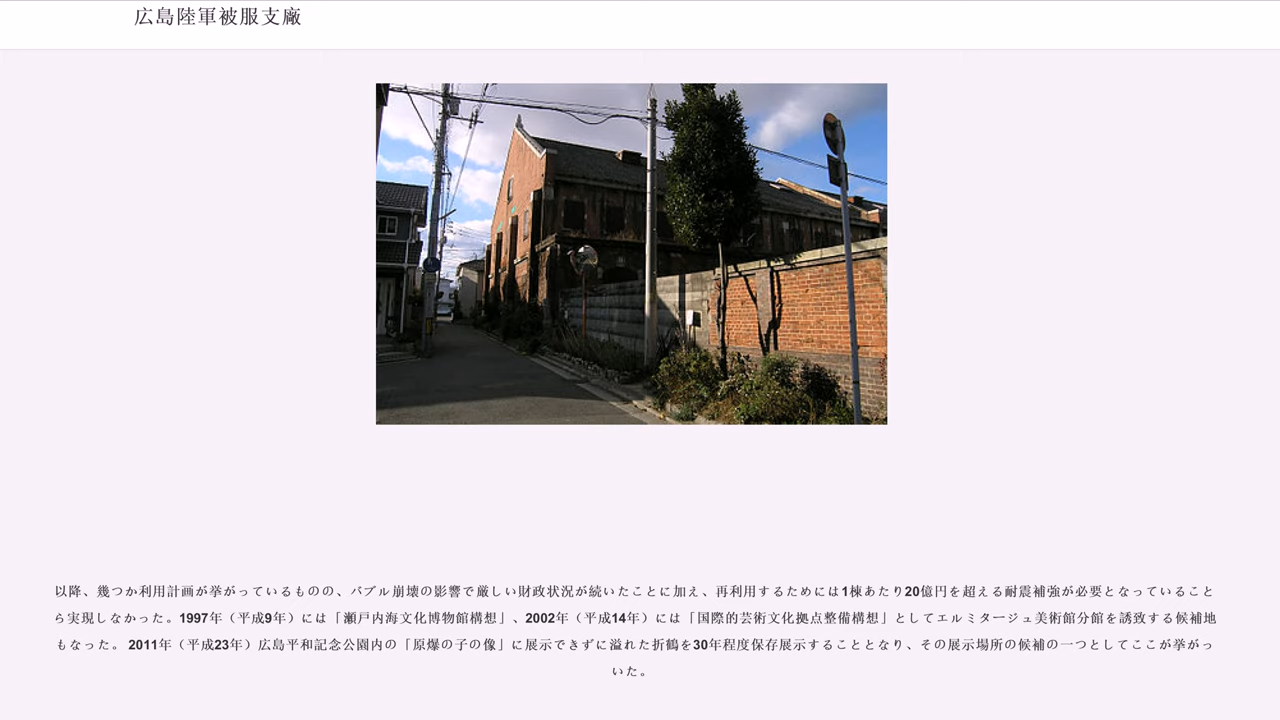 広島陸軍被服支廠
以降、幾つか利用計画が挙がっているものの、バブル崩壊の影響で厳しい財政状況が続いたことに加え、再利用するためには1棟あたり20億円を超える耐震補強が必要となっていること
ら実現しなかった。1997年（平成9年）には「瀬戸内海文化博物館構想」、2002年（平成14年）には「国際的芸術文化拠点整備構想」としてエルミタージュ美術館分館を誘致する候補地
もなった。 2011年（平成23年）広島平和記念公園内の「原爆の子の像」に展示できずに溢れた折鶴を30年程度保存展示することとなり、その展示場所の候補の一つとしてここが挙がっ
いた。